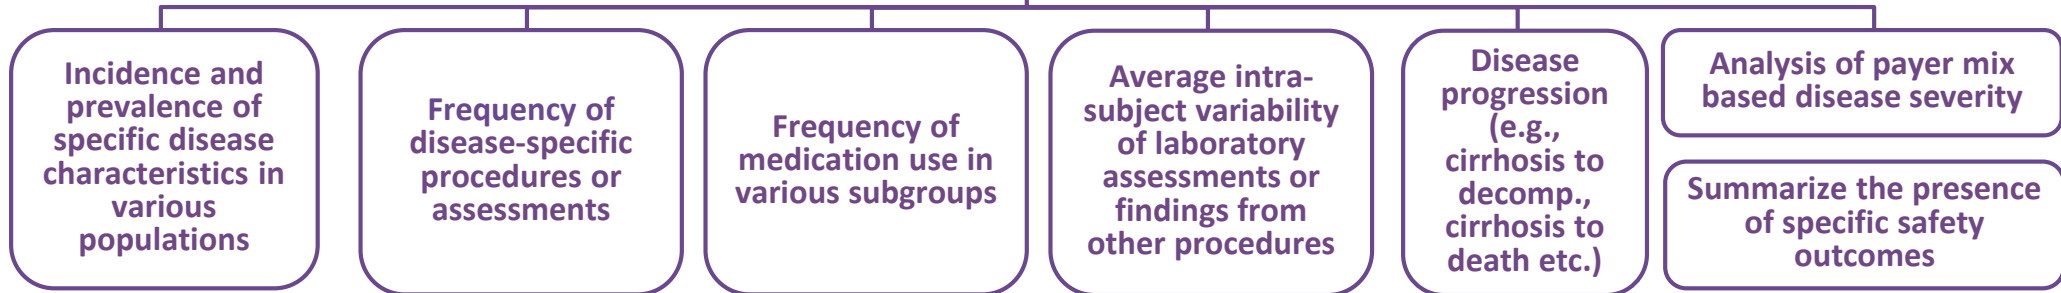 Incidence and
prevalence of
specific disease
characteristics in
various
populations
Frequency of
disease-specific
procedures or
assessments
Frequency of
medication use in
various subgroups
Average intra-
subject variability
of laboratory
assessments or
findings from
other procedures
Disease
progression
(e.g.,
cirrhosis to
decomp.,
cirrhosis to
death etc.)
Analysis of payer mix
based disease severity
Summarize the presence
of specific safety
outcomes